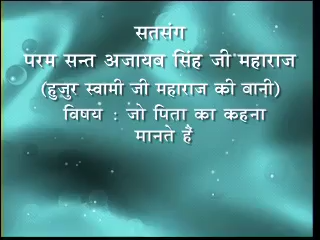 सतसंग
परम सन्त अजायब सिंह जी महाराज
(हुजुर स्वामी जी महाराज की वानी)
विषय : जो पिता का कहना
मानते हैं